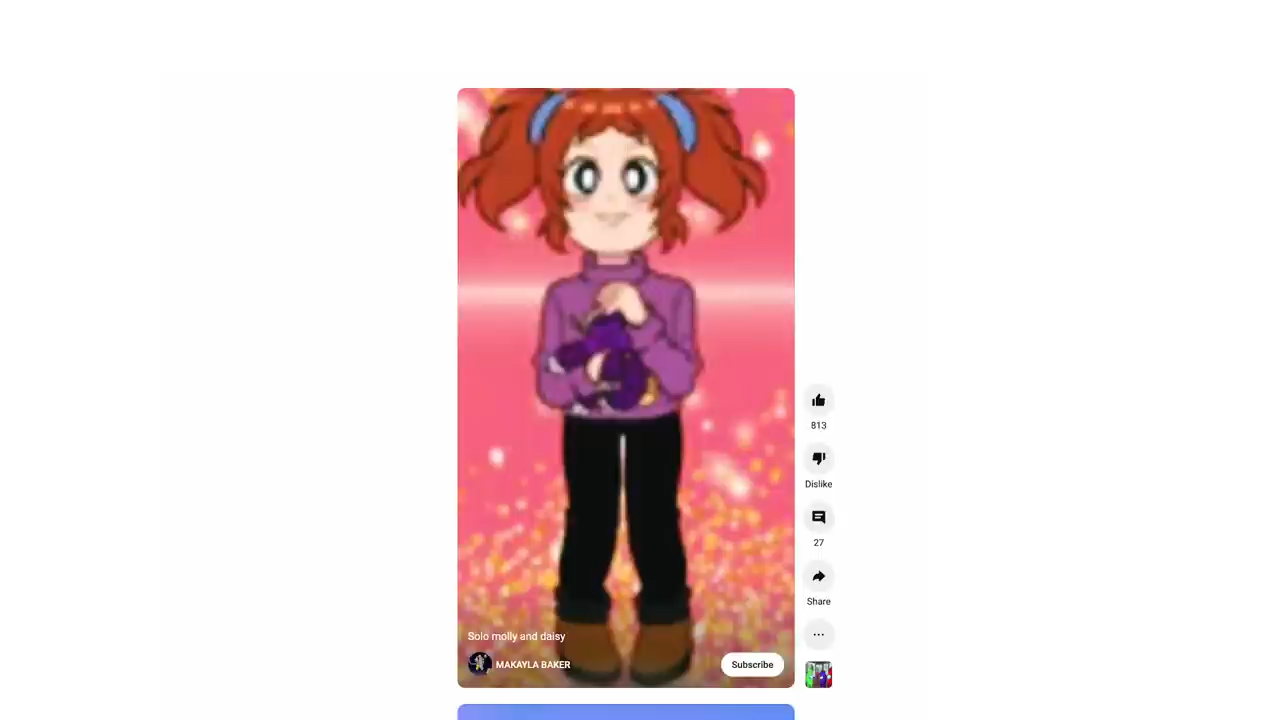 813
Dislike
27
Share
Solo molly and daisy
MAKAYLA BAKER
Subscribe